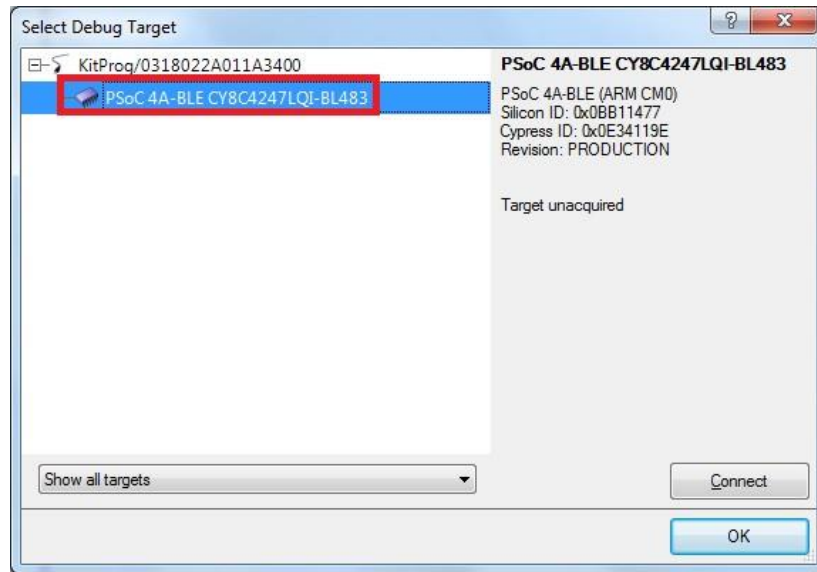 Select Debug Target
KitProg/0318022A011A3400
PSoC 4A-BLE CY8C4247LQI-BL483
PSoC 4A-BLE CY8C4247LQI-BL483
PSoC 4A-BLE (ARM CM0)
Silicon ID: 0x0BB11477
Cypress ID: 0x0E34119E
Revision: PRODUCTION
Target unacquired
Show all targets
Connect
OK